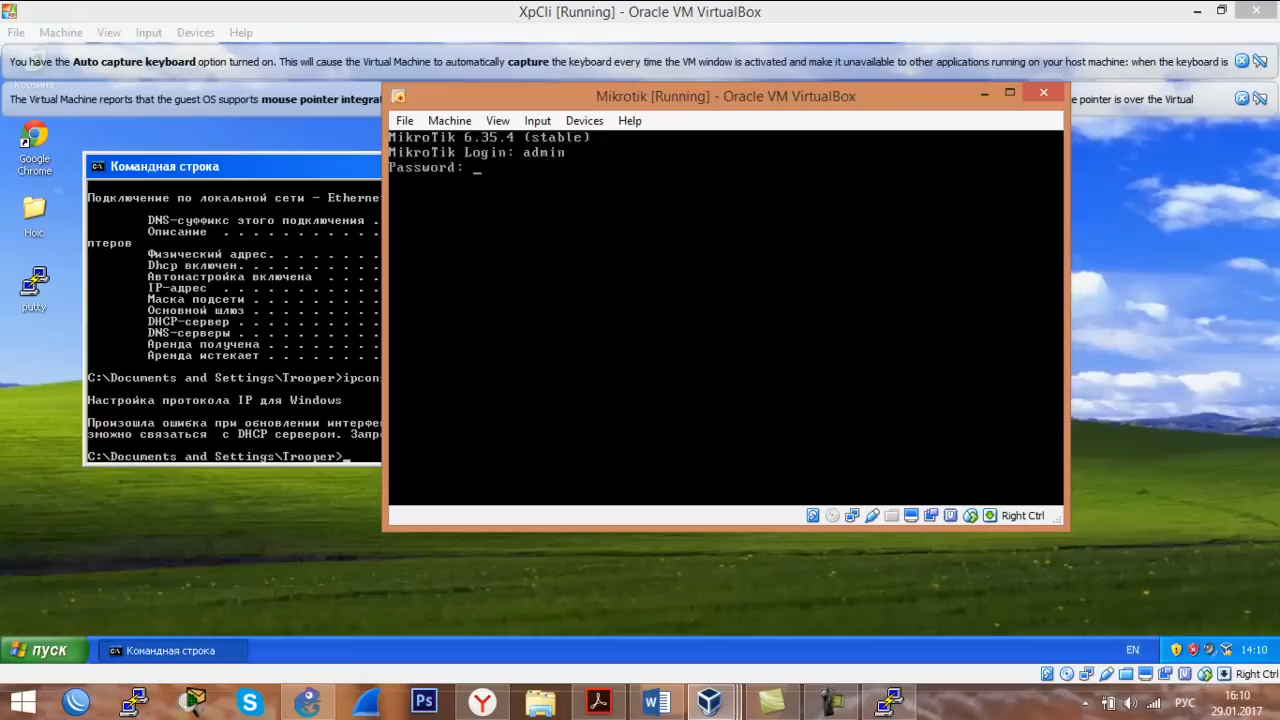 XpCli [Running] - Oracle VM VirtualBox
File Machine View Input Devices Help
You have the Auto capture keyboard option turned on. This will cause the Virtual Machine to automatically capture the keyboard every time the VM window is activated and make it unavailable to other applications running on your host machine: when the keyboard is
Корзина
The Virtual Machine reports that the guest OS supports mouse pointer
e pointer is over the Virtual
Mikrotik [Running] - Oracle VM VirtualBox
File Machine View Input Devices Help
MikroTik 6.35.4 (stable)
MikroTik Login: admin
Password: _
Right Ctrl
Google
Chrome
Hoic
putty
Командная строка
Подключение по локальной сети -
DNS-суффикс этого подключения .
Описание . . . . . . . . . . . .
птеров
Физический адрес. . . . . . . . .
Dhcp включен. . . . . . . . . . .
Автонастройка включена . . . . .
IP-адрес . . . . . . . . . . . .
Маска подсети . . . . . . . . . .
Основной шлюз . . . . . . . . . .
DHCP-сервер . . . . . . . . . . .
DNS-серверы . . . . . . . . . . .
Аренда получена . . . . . . . . .
Аренда истекает . . . . . . . . .
C:\Documents and Settings\Trooper>ipcon
Настройка протокола IP для Windows
Произошла ошибка при обновлении
зможно связаться с DHCP сервером.
C:\Documents and Settings\Trooper>_
пуск
Командная строка
EN
14:10
Right Ctrl
Ps
РУС
16:10
29.01.2017